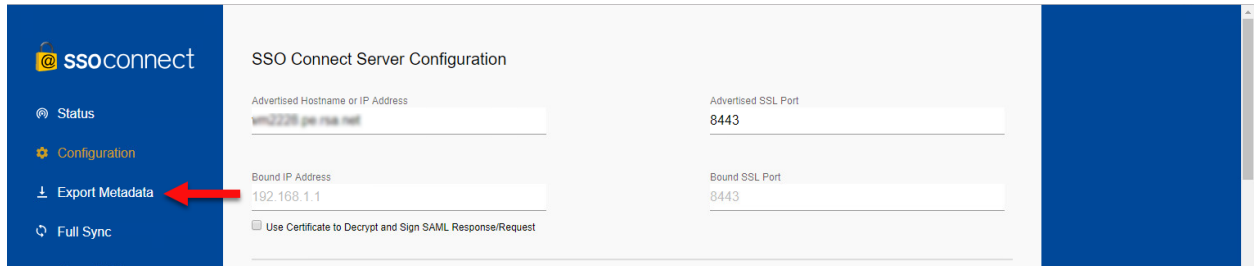 ssoconnect
Status
Configuration
Export Metadata
Full Sync
SSO Connect Server Configuration
Advertised Hostname or IP Address
Advertised SSL Port
8443
Bound IP Address
192.168.1.1
Bound SSL Port
8443
Use Certificate to Decrypt and Sign SAML Response/Request